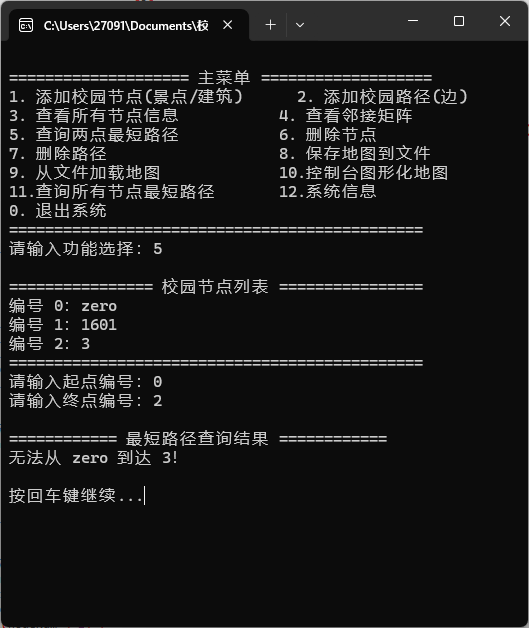 C:\Users\27091\Documents\校
==================== 主菜单 ===================
1. 添加校园节点(景点/建筑) 2. 添加校园路径(边)
3. 查看所有节点信息 4. 查看邻接矩阵
5. 查询两点最短路径 6. 删除节点
7. 删除路径 8. 保存地图到文件
9. 从文件加载地图 10.控制台图形化地图
11.查询所有节点最短路径 12.系统信息
0. 退出系统
==============================================
请输入功能选择: 5
================ 校园节点列表 ================
编号 0: zero
编号 1: 1601
编号 2: 3
==============================================
请输入起点编号: 0
请输入终点编号: 2
============ 最短路径查询结果 ============
无法从 zero 到达 3!
按回车键继续...